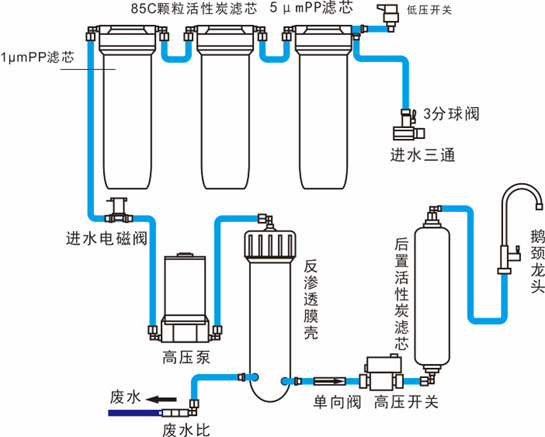 85C颗粒活性炭滤芯
5μmPP滤芯
低压开关
1μmPP滤芯
3分球阀
进水三通
进水电磁阀
高压泵
反渗透膜壳
后置活性炭滤芯
鹅颈龙头
单向阀
高压开关
废水
废水比